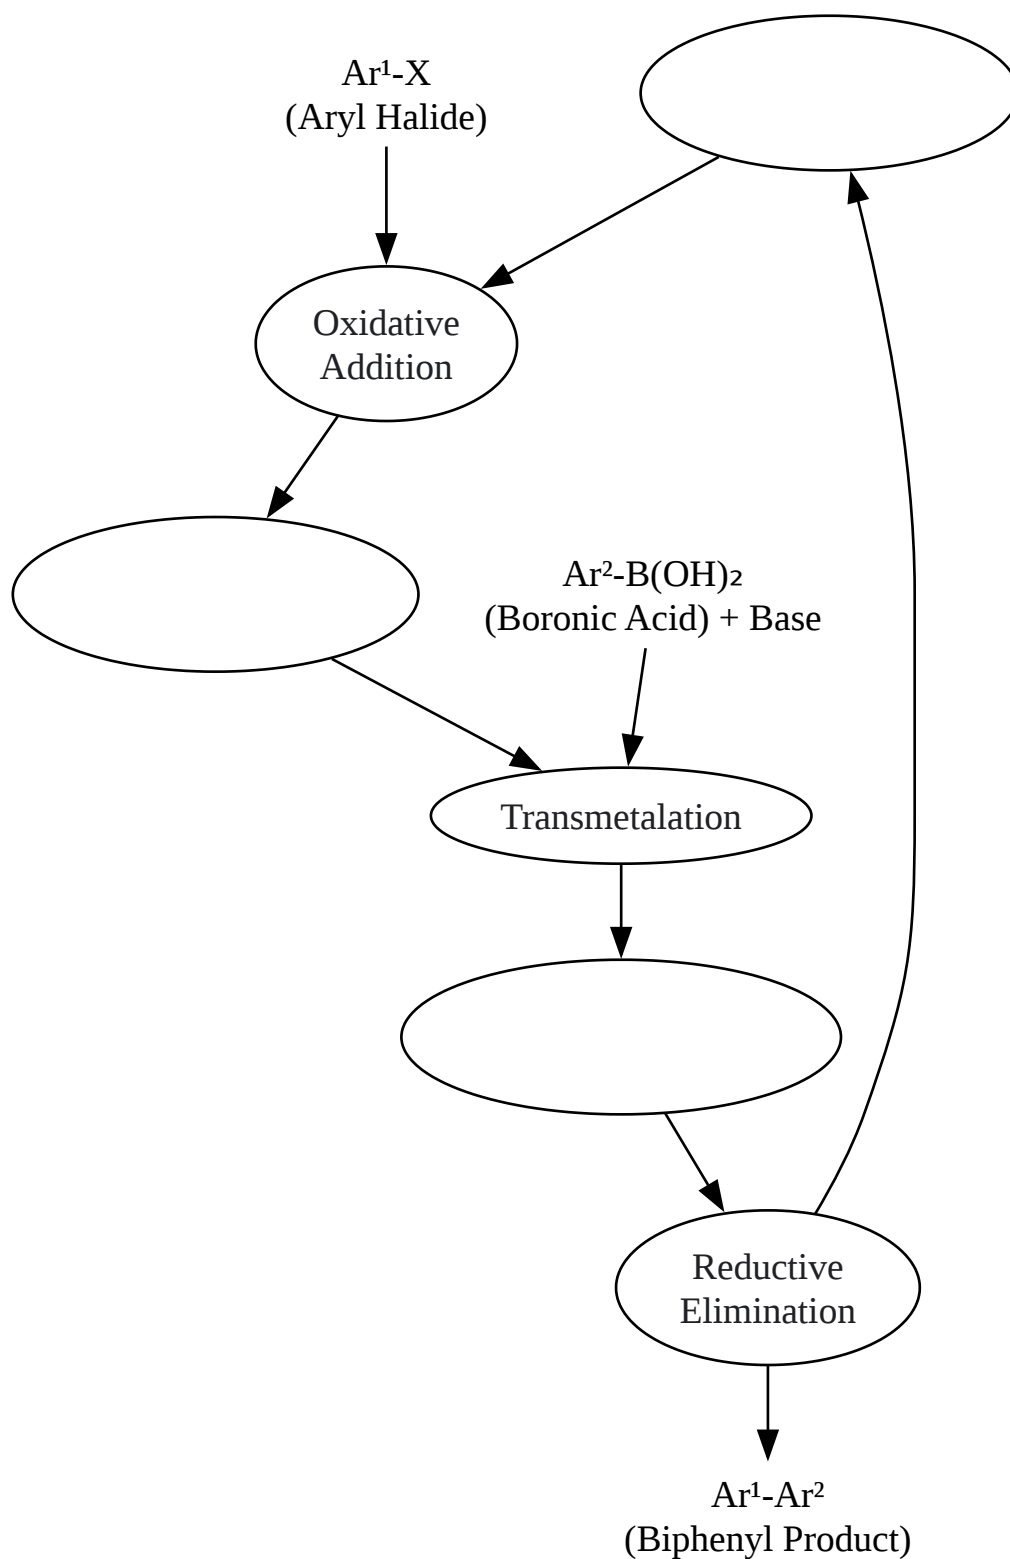 Ar¹-X
(Aryl Halide)
Oxidative
Addition
Ar²-B(OH)₂
(Boronic Acid) + Base
Transmetalation
Reductive
Elimination
Ar¹-Ar²
(Biphenyl Product)